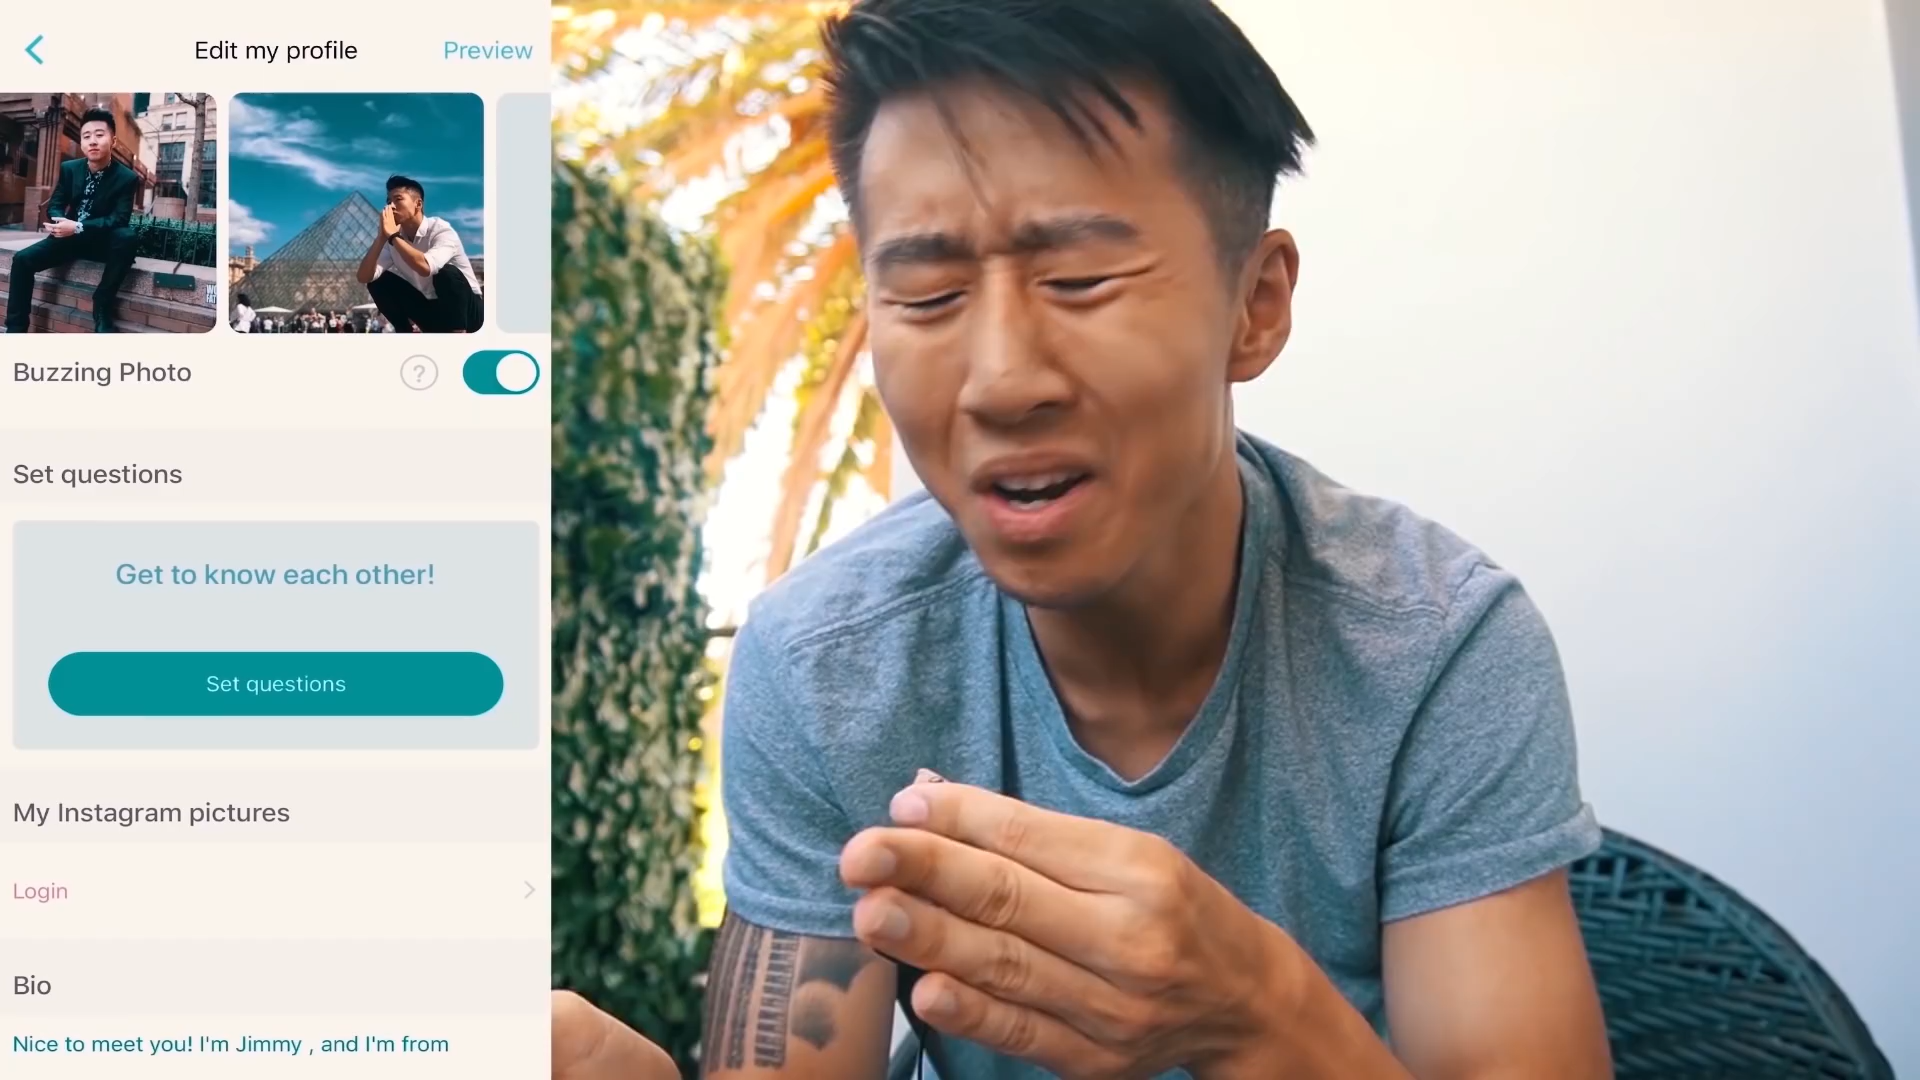 Edit my profile
Preview
Buzzing Photo
?
Set questions
Get to know each other!
Set questions
My Instagram pictures
Login
Bio
Nice to meet you! I'm Jimmy , and I'm from